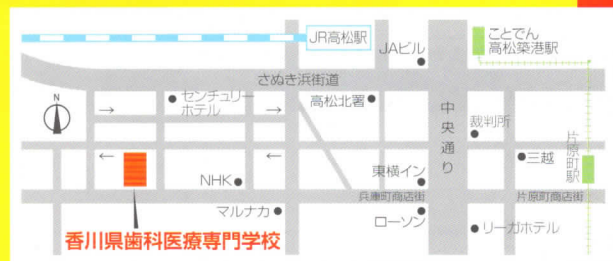 JR高松駅
JAビル
ことでん
高松築港駅
さぬき浜街道
センチュリー
ホテル
高松北署
中央通り
裁判所
片原町駅
N
三越
NHK
東横イン
兵庫町商店街
片原町商店街
マルナカ
ローソン
リーガホテル
香川県歯科医療専門学校